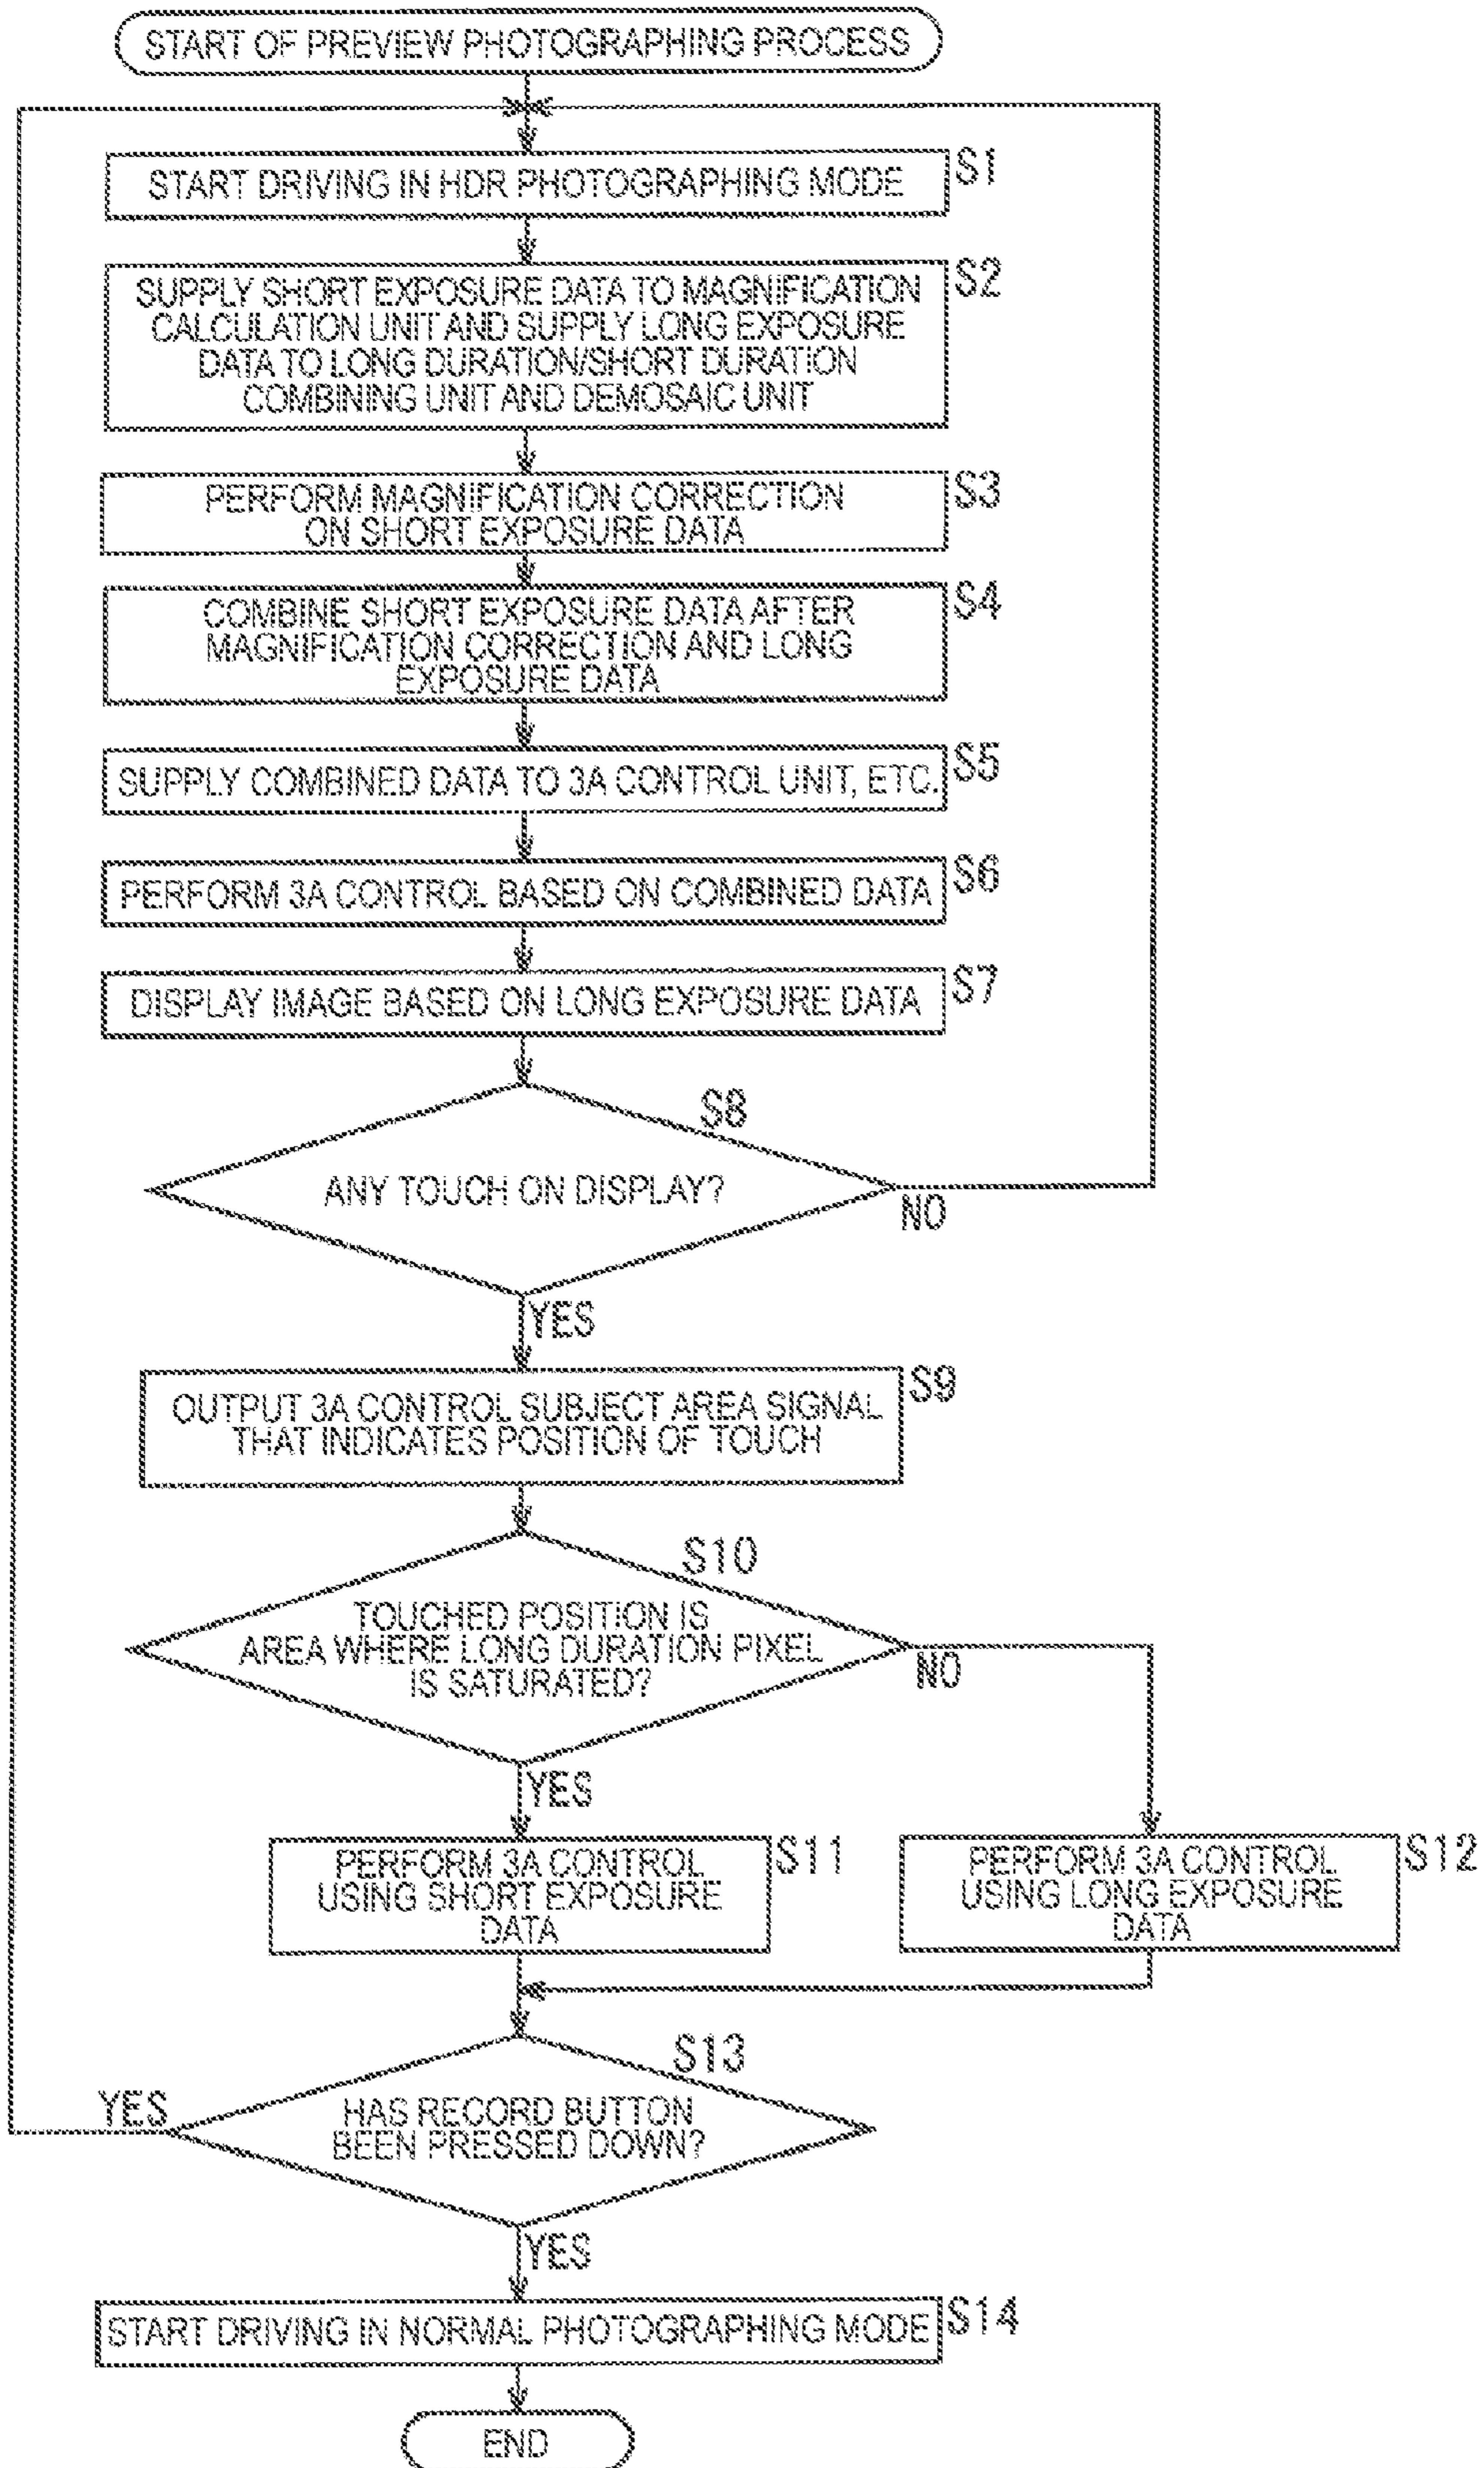 START OF PREVIEW PHOTOGRAPHING PROCESS
START DRIVING IN HDR PHOTOGRAPHING MODE
S1
SUPPLY SHORT EXPOSURE DATA TO MAGNIFICATION
CALCULATION UNIT AND SUPPLY LONG EXPOSURE
DATA TO LONG DURATION/SHORT DURATION
COMBINING UNIT AND DEMOSAIC UNIT
S2
PERFORM MAGNIFICATION CORRECTION
ON SHORT EXPOSURE DATA
S3
COMBINE SHORT EXPOSURE DATA AFTER
MAGNIFICATION CORRECTION AND LONG
EXPOSURE DATA
S4
SUPPLY COMBINED DATA TO 3A CONTROL UNIT, ETC.
S5
PERFORM 3A CONTROL BASED ON COMBINED DATA
S6
DISPLAY IMAGE BASED ON LONG EXPOSURE DATA
S7
S8
ANY TOUCH ON DISPLAY?
NO
YES
OUTPUT 3A CONTROL SUBJECT AREA SIGNAL
THAT INDICATES POSITION OF TOUCH
S9
S10
TOUCHED POSITION IS
AREA WHERE LONG DURATION PIXEL
IS SATURATED?
NO
YES
PERFORM 3A CONTROL
USING SHORT EXPOSURE
DATA
S11
PERFORM 3A CONTROL
USING LONG EXPOSURE
DATA
S12
S13
YES
HAS RECORD BUTTON
BEEN PRESSED DOWN?
YES
START DRIVING IN NORMAL PHOTOGRAPHING MODE
S14
END